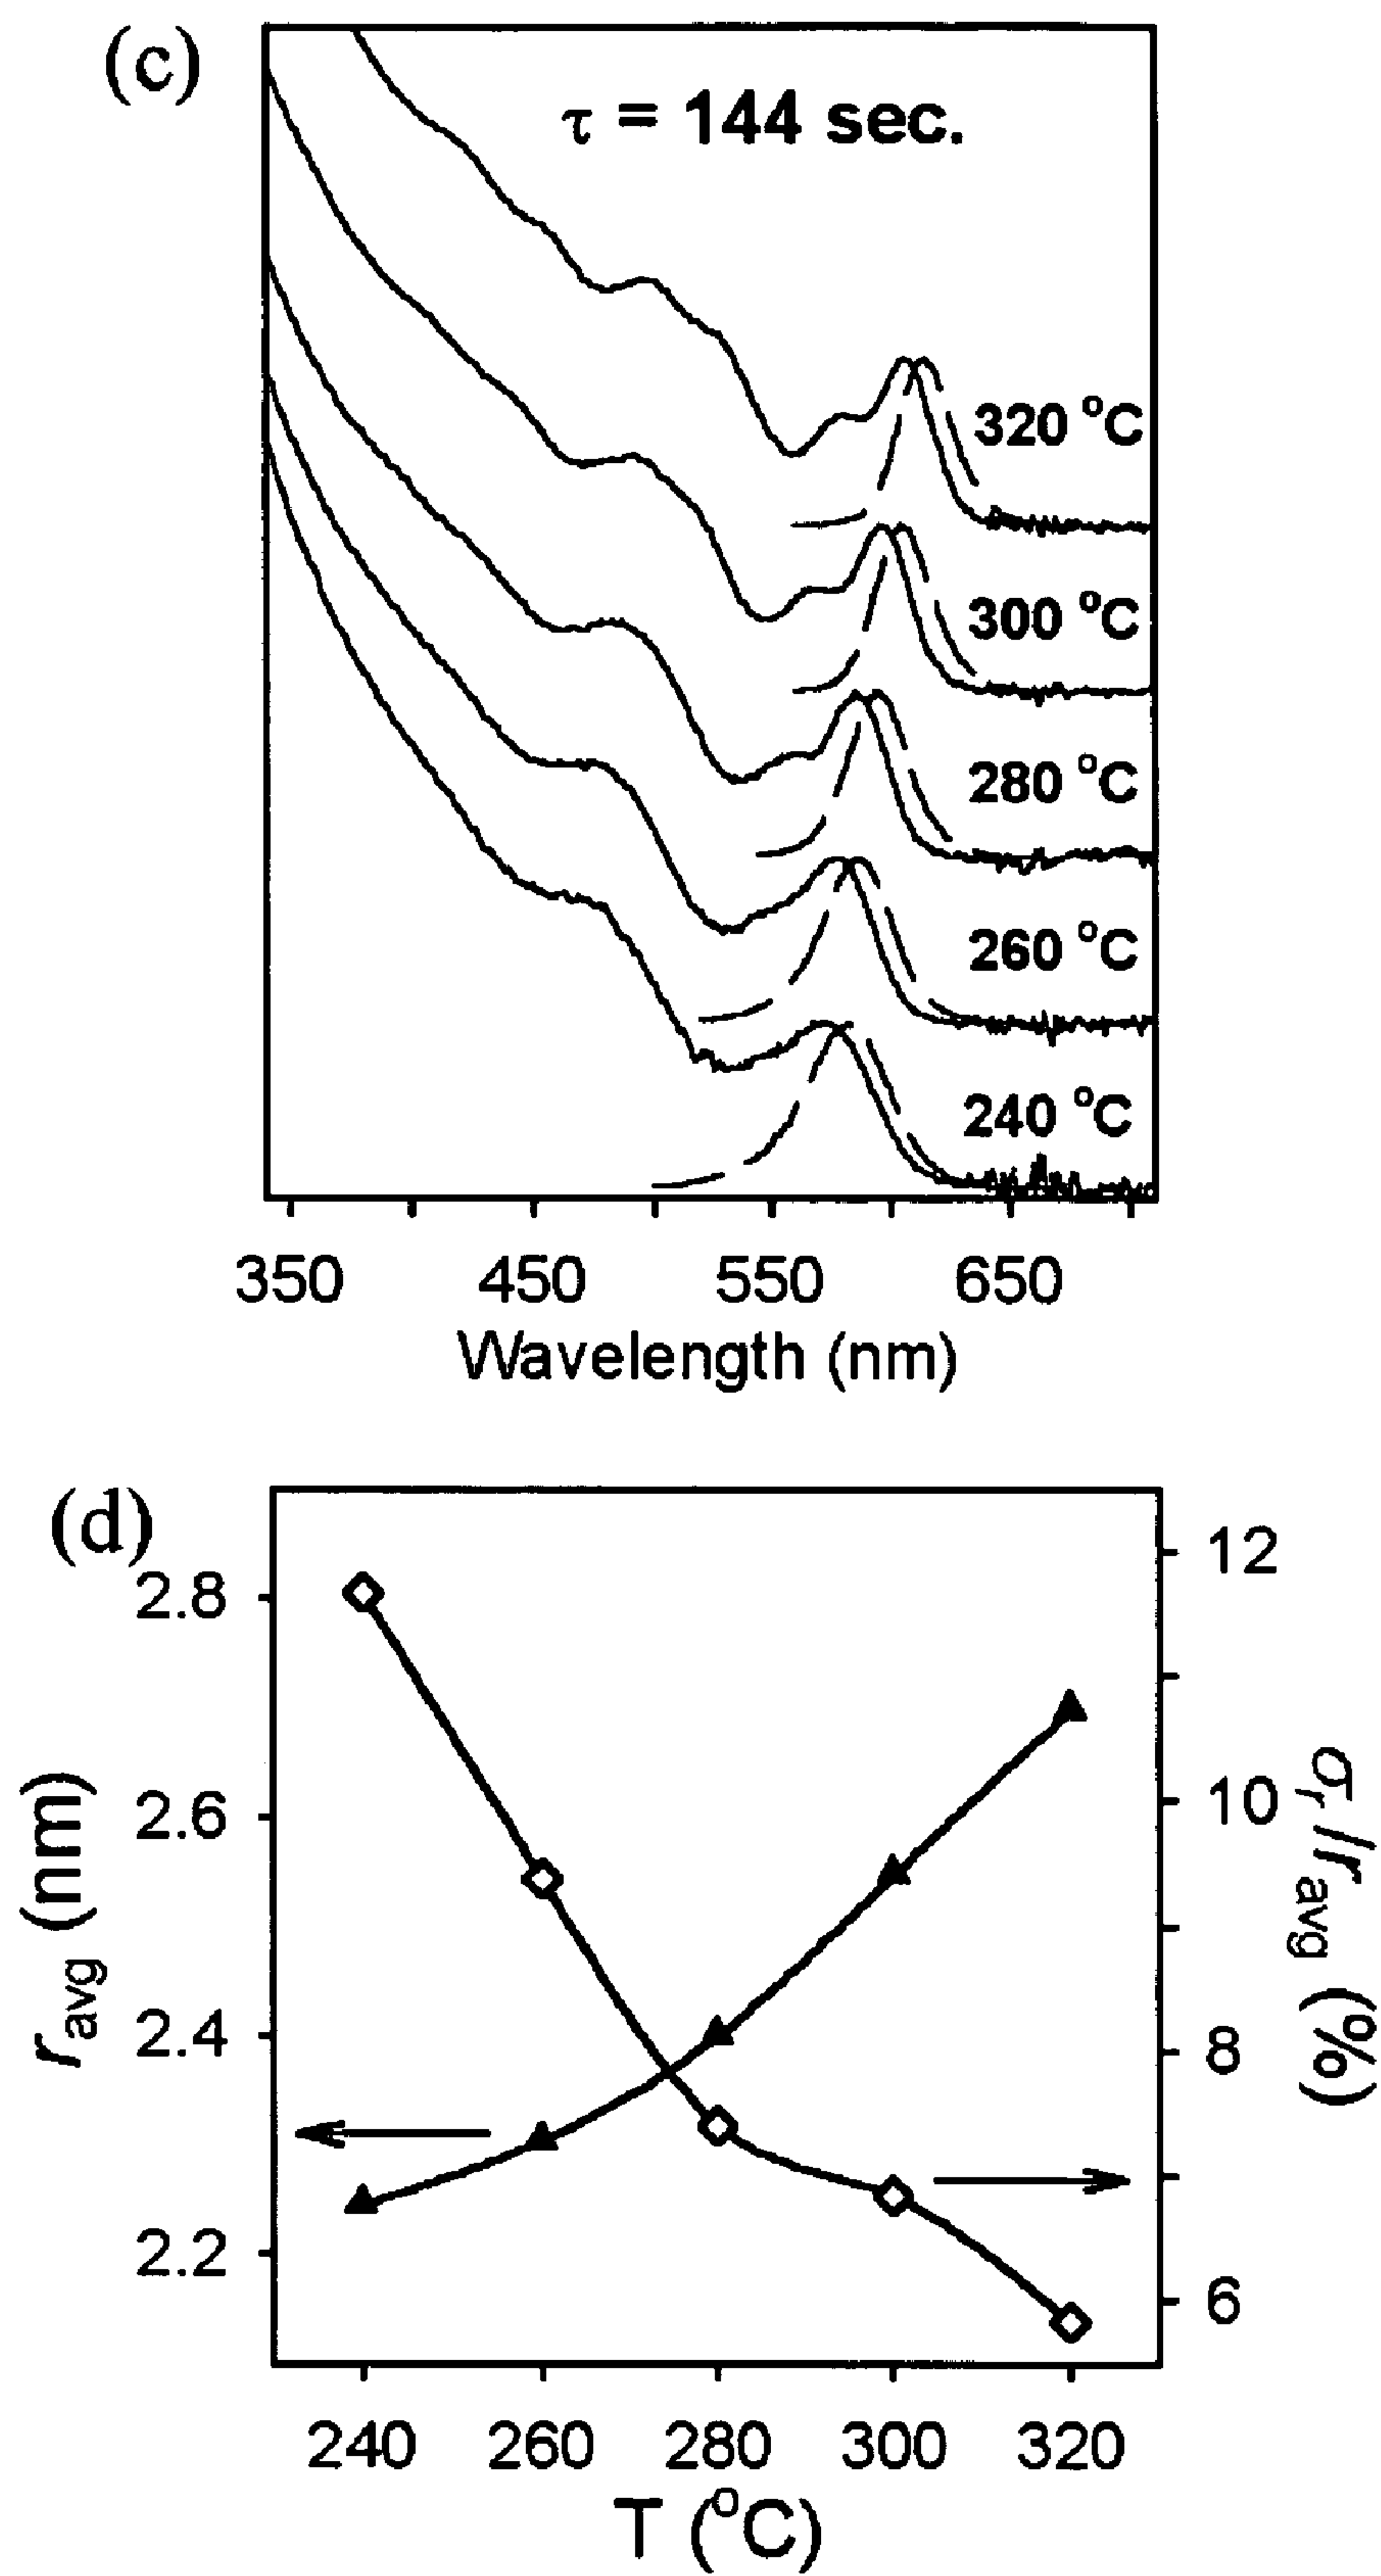 (c)
τ = 144 sec.
320 °C
300 °C
280 °C
260 °C
240 °C
350 450 550 650
Wavelength (nm)
(d)
12
2.8
2.6
10
2.4
8
2.2
6
r_avg (nm)
σ_r/r_avg (%)
240 260 280 300 320
T (°C)